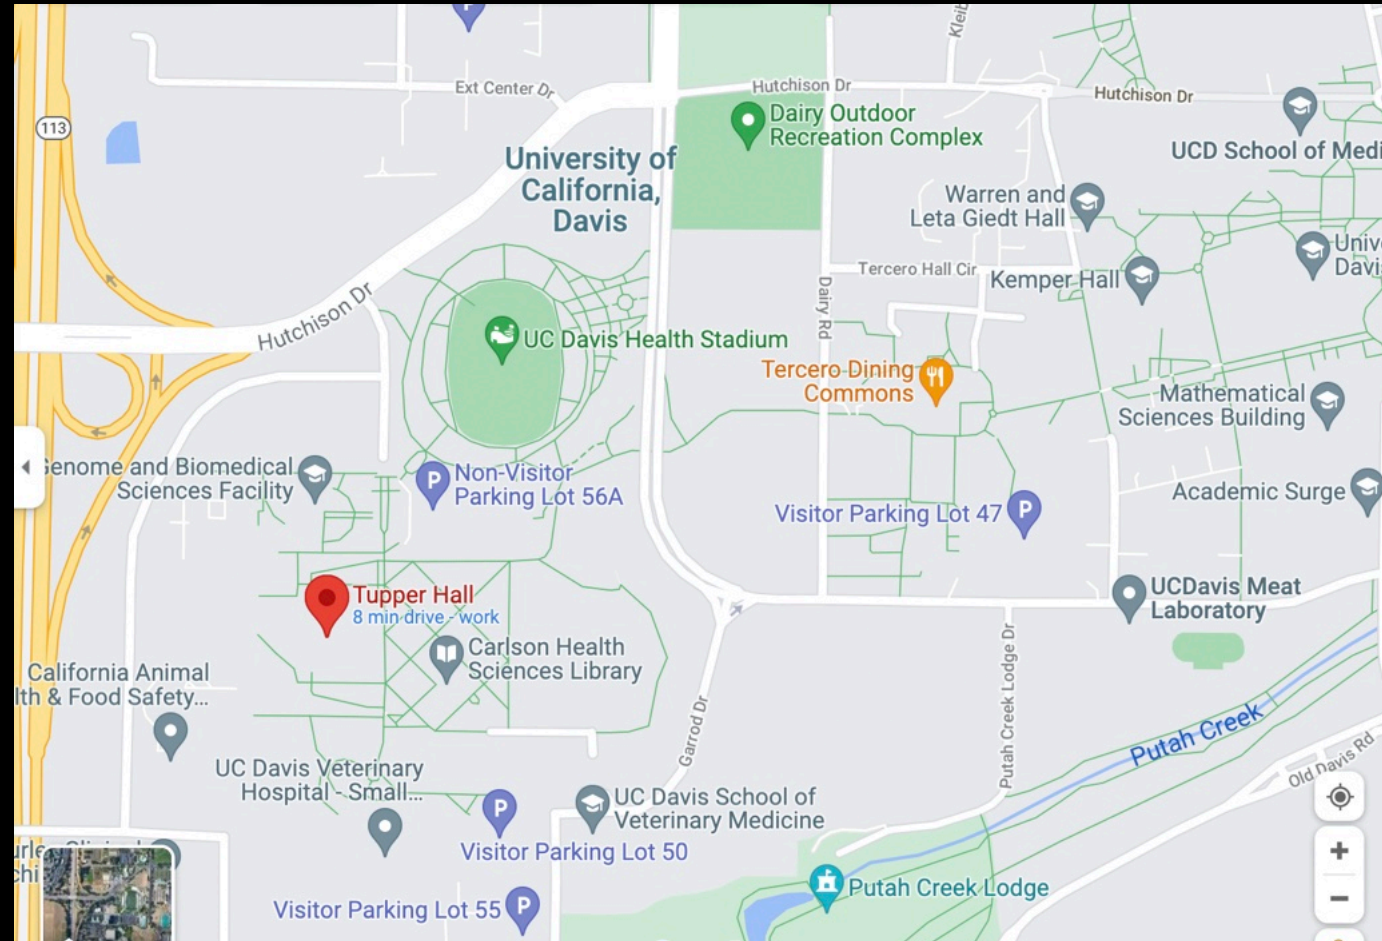 Kleib
Ext Center Dr
Hutchison Dr
Hutchison Dr
113
Dairy Outdoor
Recreation Complex
UCD School of Medi
University of
California,
Davis
Warren and
Leta Giedt Hall
Unive
Davi
Tercero Hall Cir
Kemper Hall
Hutchison Dr
Dairy Rd
UC Davis Health Stadium
Tercero Dining
Commons
Mathematical
Sciences Building
Genome and Biomedical
Sciences Facility
P
Non-Visitor
Parking Lot 56A
Academic Surge
Visitor Parking Lot 47
P
Tupper Hall
8 min drive - work
UCDavis Meat
Laboratory
Carlson Health
Sciences Library
California Animal
lth & Food Safety...
Garrod Dr
Putah Creek Lodge Dr
Putah Creek
Old Davis Rd
UC Davis Veterinary
Hospital - Small...
P
UC Davis School of
Veterinary Medicine
Visitor Parking Lot 50
Putah Creek Lodge
Visitor Parking Lot 55
P
+
−